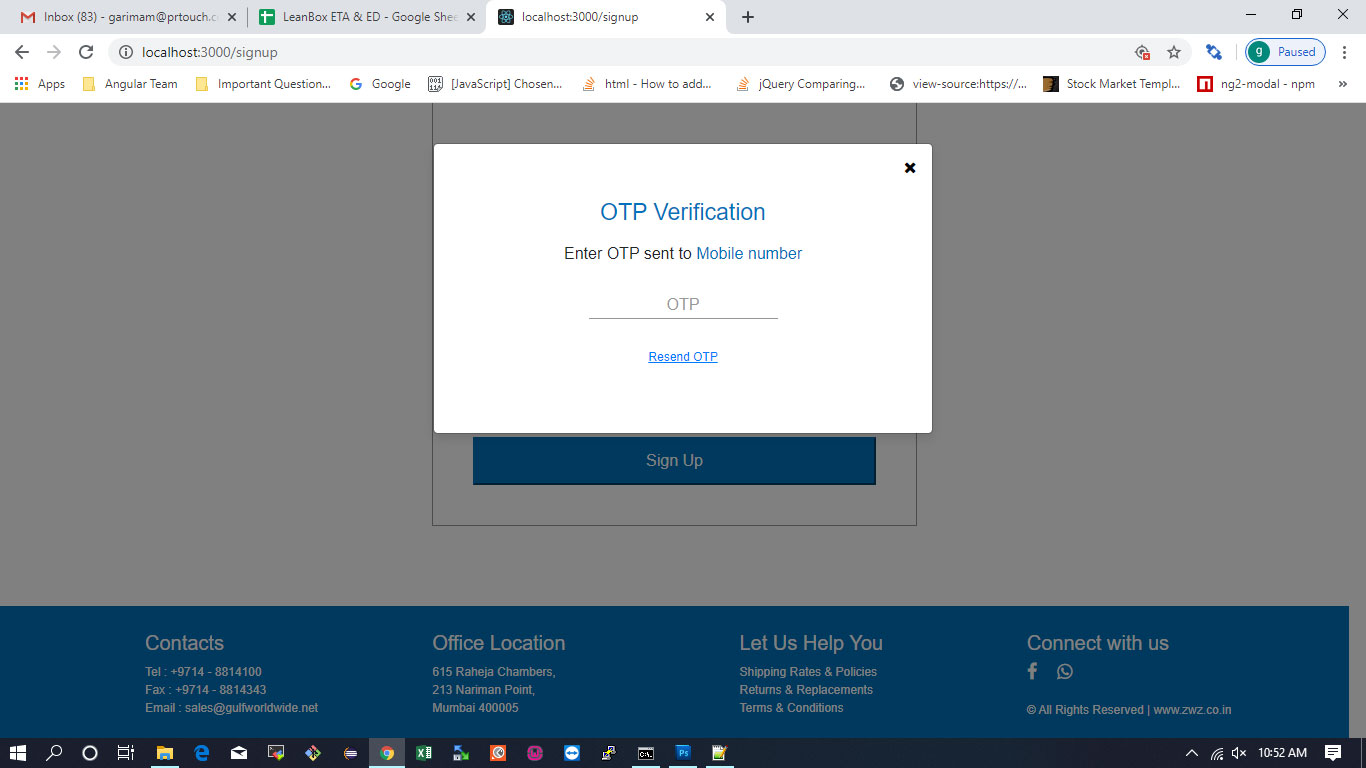 Inbox (83) - garimam@prtouch.c
LeanBox ETA & ED - Google Shee
localhost:3000/signup
localhost:3000/signup
g Paused
Apps
Angular Team
Important Question...
Google
[JavaScript] Chosen...
html - How to add...
jQuery Comparing...
view-source:https://...
Stock Market Templ...
ng2-modal - npm
»
OTP Verification
Enter OTP sent to Mobile number
OTP
Resend OTP
Sign Up
Contacts
Tel : +9714 - 8814100
Fax : +9714 - 8814343
Email : sales@gulfworldwide.net
Office Location
615 Raheja Chambers,
213 Nariman Point,
Mumbai 400005
Let Us Help You
Shipping Rates & Policies
Returns & Replacements
Terms & Conditions
Connect with us
© All Rights Reserved | www.zwz.co.in
10:52 AM